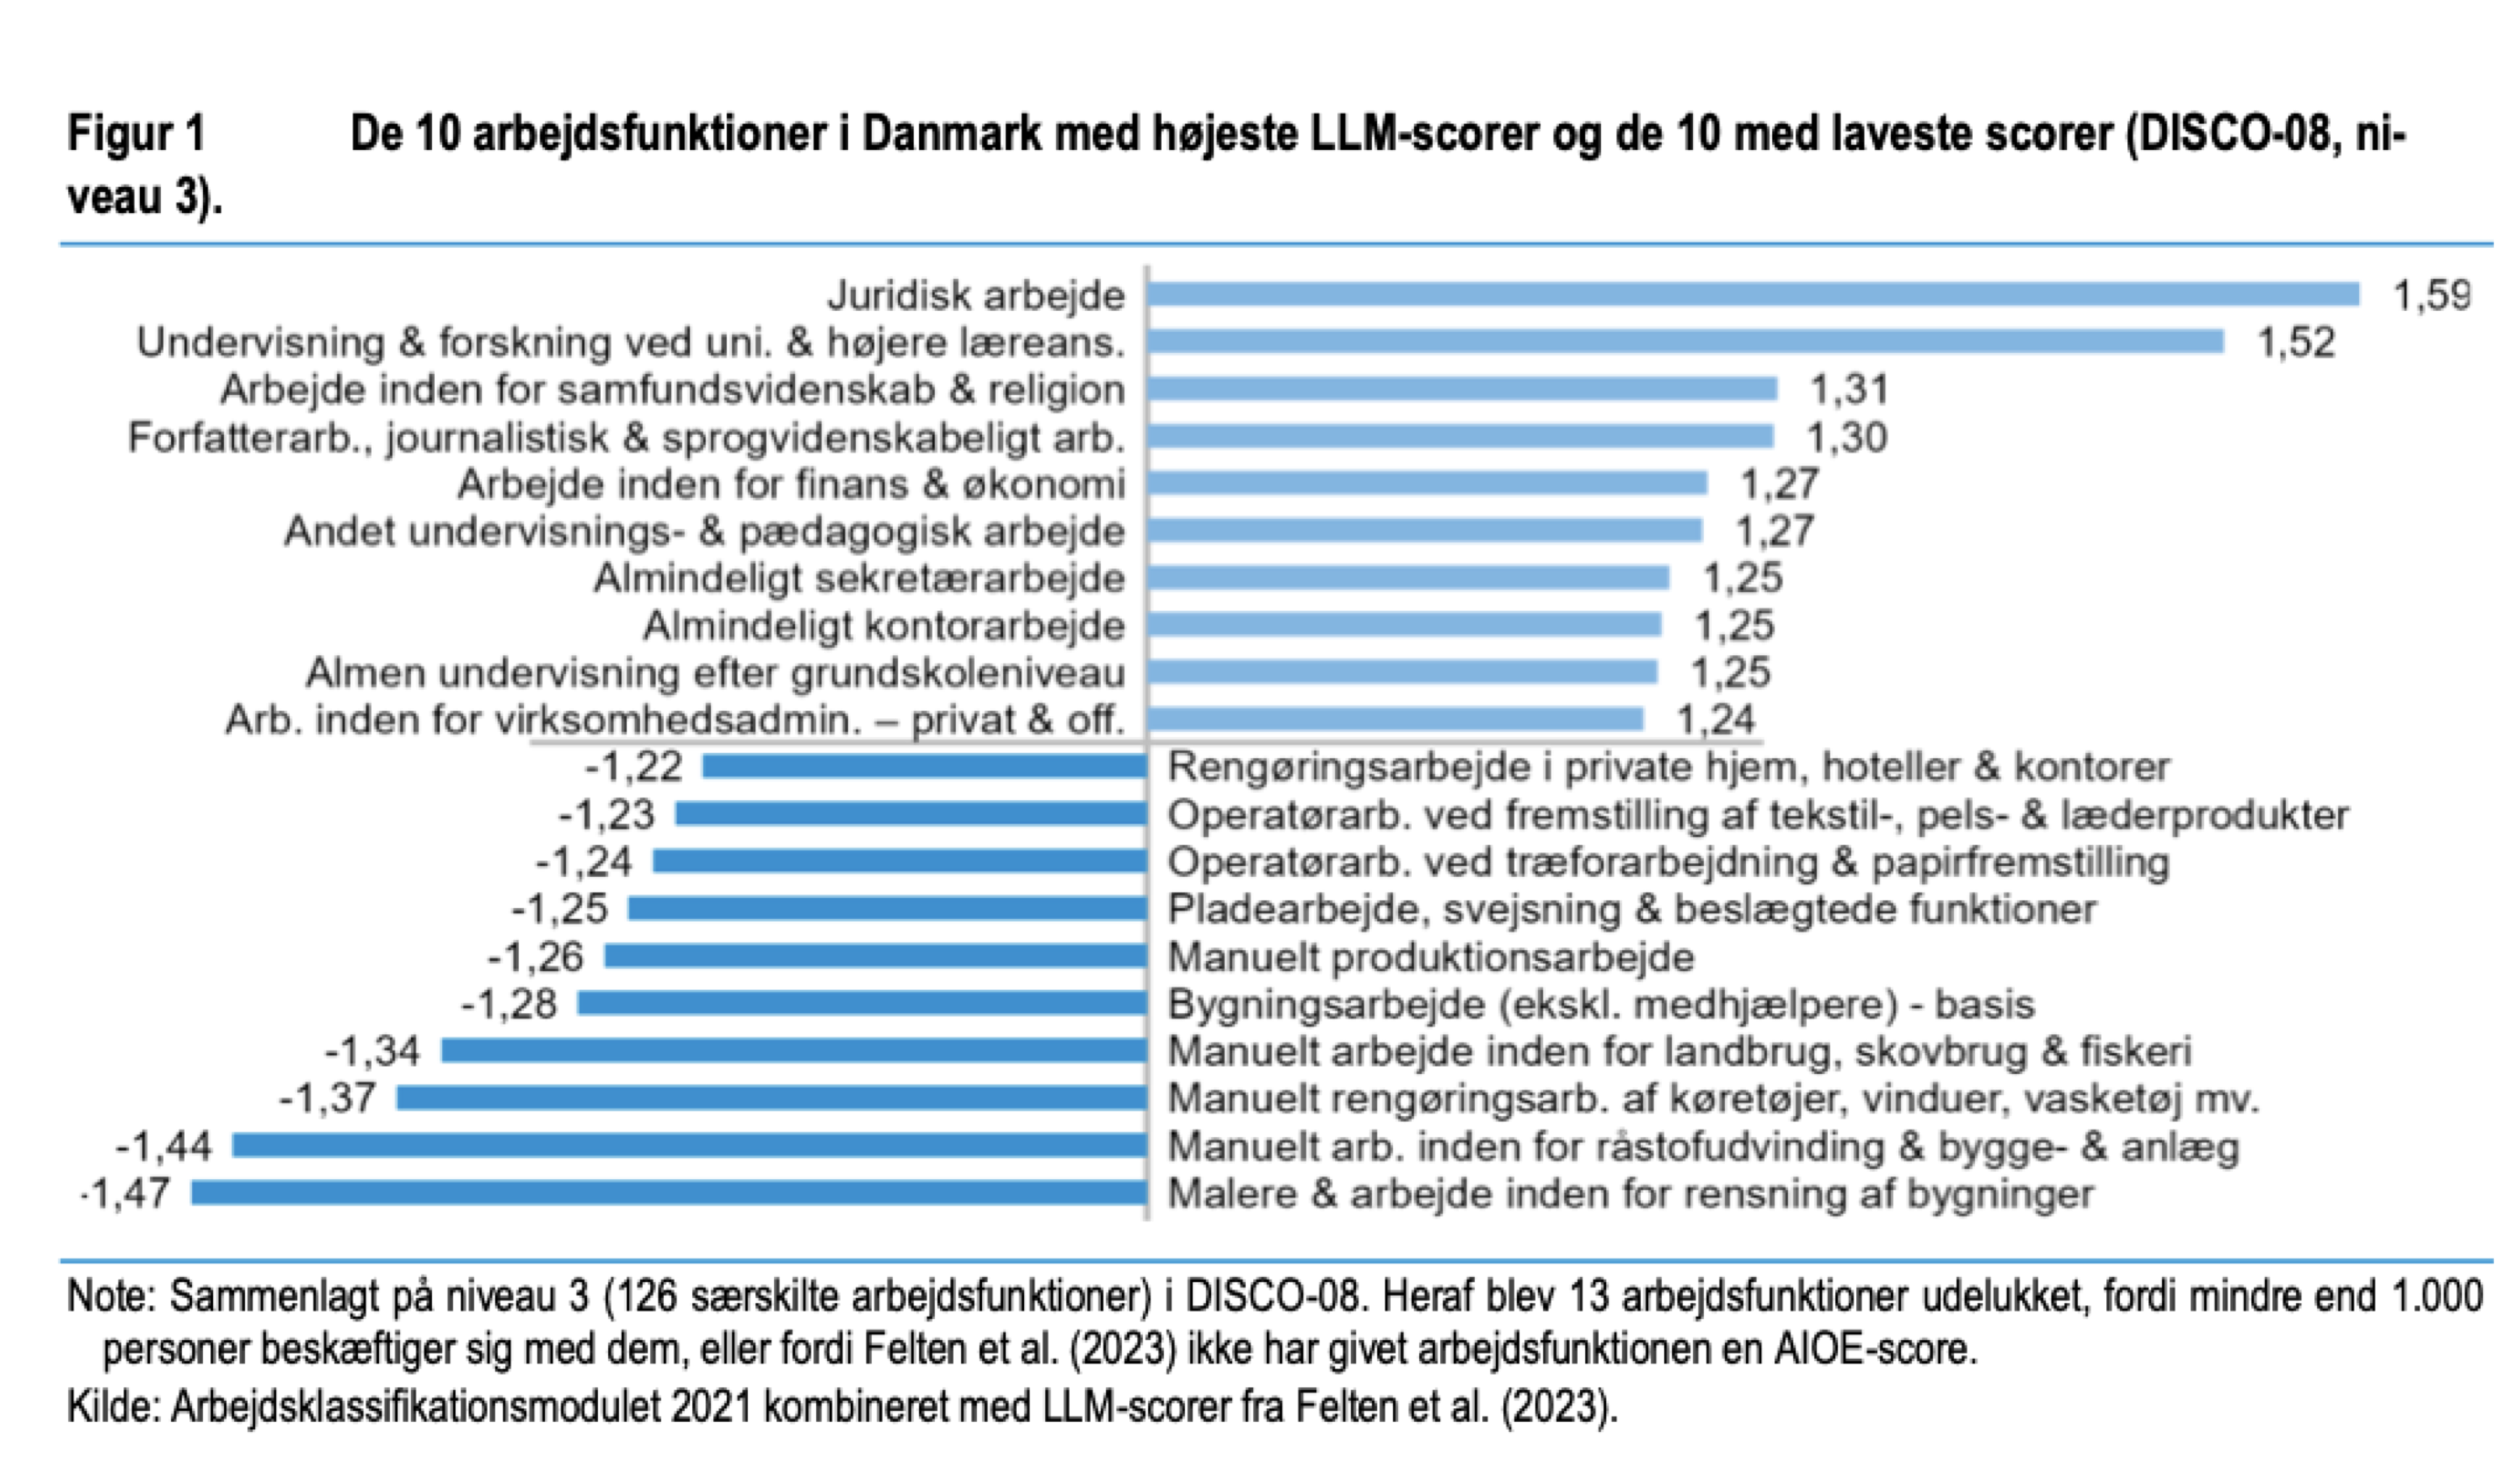 Figur 1 De 10 arbejdsfunktioner i Danmark med højeste LLM-scorer og de 10 med laveste scorer (DISCO-08, ni-
veau 3).
Juridisk arbejde 1,59
Undervisning & forskning ved uni. & højere læreans. 1,52
Arbejde inden for samfundsvidenskab & religion 1,31
Forfatterarb., journalistisk & sprogvidenskabeligt arb. 1,30
Arbejde inden for finans & økonomi 1,27
Andet undervisnings- & pædagogisk arbejde 1,27
Almindeligt sekretærarbejde 1,25
Almindeligt kontorarbejde 1,25
Almen undervisning efter grundskoleniveau 1,25
Arb. inden for virksomhedsadmin. – privat & off. 1,24
-1,22 Rengøringsarbejde i private hjem, hoteller & kontorer
-1,23 Operatørarb. ved fremstilling af tekstil-, pels- & læderprodukter
-1,24 Operatørarb. ved træforarbejdning & papirfremstilling
-1,25 Pladearbejde, svejsning & beslægtede funktioner
-1,26 Manuelt produktionsarbejde
-1,28 Bygningsarbejde (ekskl. medhjælpere) - basis
-1,34 Manuelt arbejde inden for landbrug, skovbrug & fiskeri
-1,37 Manuelt rengøringsarb. af køretøjer, vinduer, vasketøj mv.
-1,44 Manuelt arb. inden for råstofudvinding & bygge- & anlæg
-1,47 Malere & arbejde inden for rensning af bygninger
Note: Sammenlagt på niveau 3 (126 særskilte arbejdsfunktioner) i DISCO-08. Heraf blev 13 arbejdsfunktioner udelukket, fordi mindre end 1.000
personer beskæftiger sig med dem, eller fordi Felten et al. (2023) ikke har givet arbejdsfunktionen en AIOE-score.
Kilde: Arbejdsklassifikationsmodulet 2021 kombineret med LLM-scorer fra Felten et al. (2023).